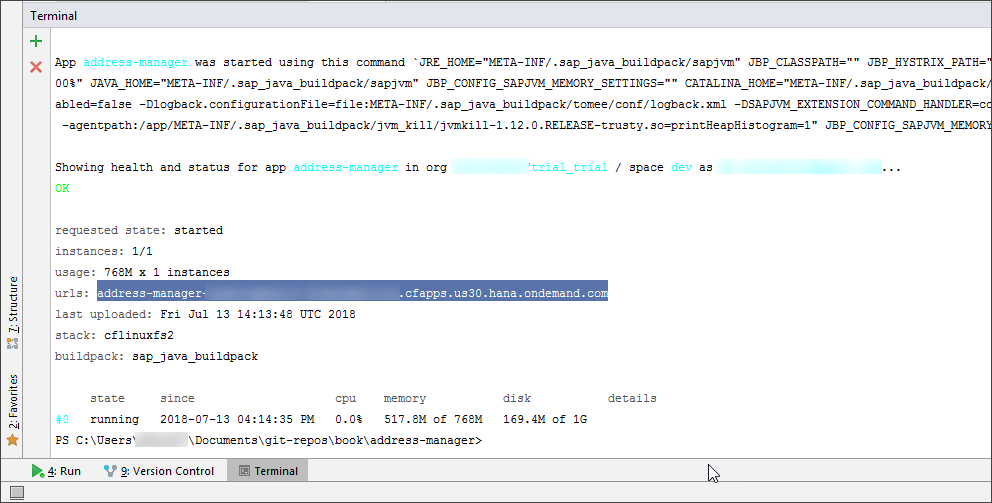 Terminal
App address-manager was started using this command `JRE_HOME="META-INF/.sap_java_buildpack/sapjvm" JBP_CLASSPATH="" JBP_HYSTRIX_PATH="
00%" JAVA_HOME="META-INF/.sap_java_buildpack/sapjvm" JBP_CONFIG_SAPJVM_MEMORY_SETTINGS="" CATALINA_HOME="META-INF/.sap_java_buildpack/
abled=false -Dlogback.configurationFile=file:META-INF/.sap_java_buildpack/tomee/conf/logback.xml -DSAPJVM_EXTENSION_COMMAND_HANDLER=co
-agentpath:/app/META-INF/.sap_java_buildpack/jvm_kill/jvmkill-1.12.0.RELEASE-trusty.so=printHeapHistogram=1" JBP_CONFIG_SAPJVM_MEMORY
Showing health and status for app address-manager in org trial_trial / space dev as ...
OK
requested state: started
instances: 1/1
usage: 768M x 1 instances
urls: address-manager- .cfapps.us30.hana.ondemand.com
last uploaded: Fri Jul 13 14:13:48 UTC 2018
stack: cflinuxfs2
buildpack: sap_java_buildpack
state since cpu memory disk details
#0 running 2018-07-13 04:14:35 PM 0.0% 517.8M of 768M 169.4M of 1G
PS C:\Users\ \Documents\git-repos\book\address-manager>
7: Structure
2: Favorites
4: Run 9: Version Control Terminal